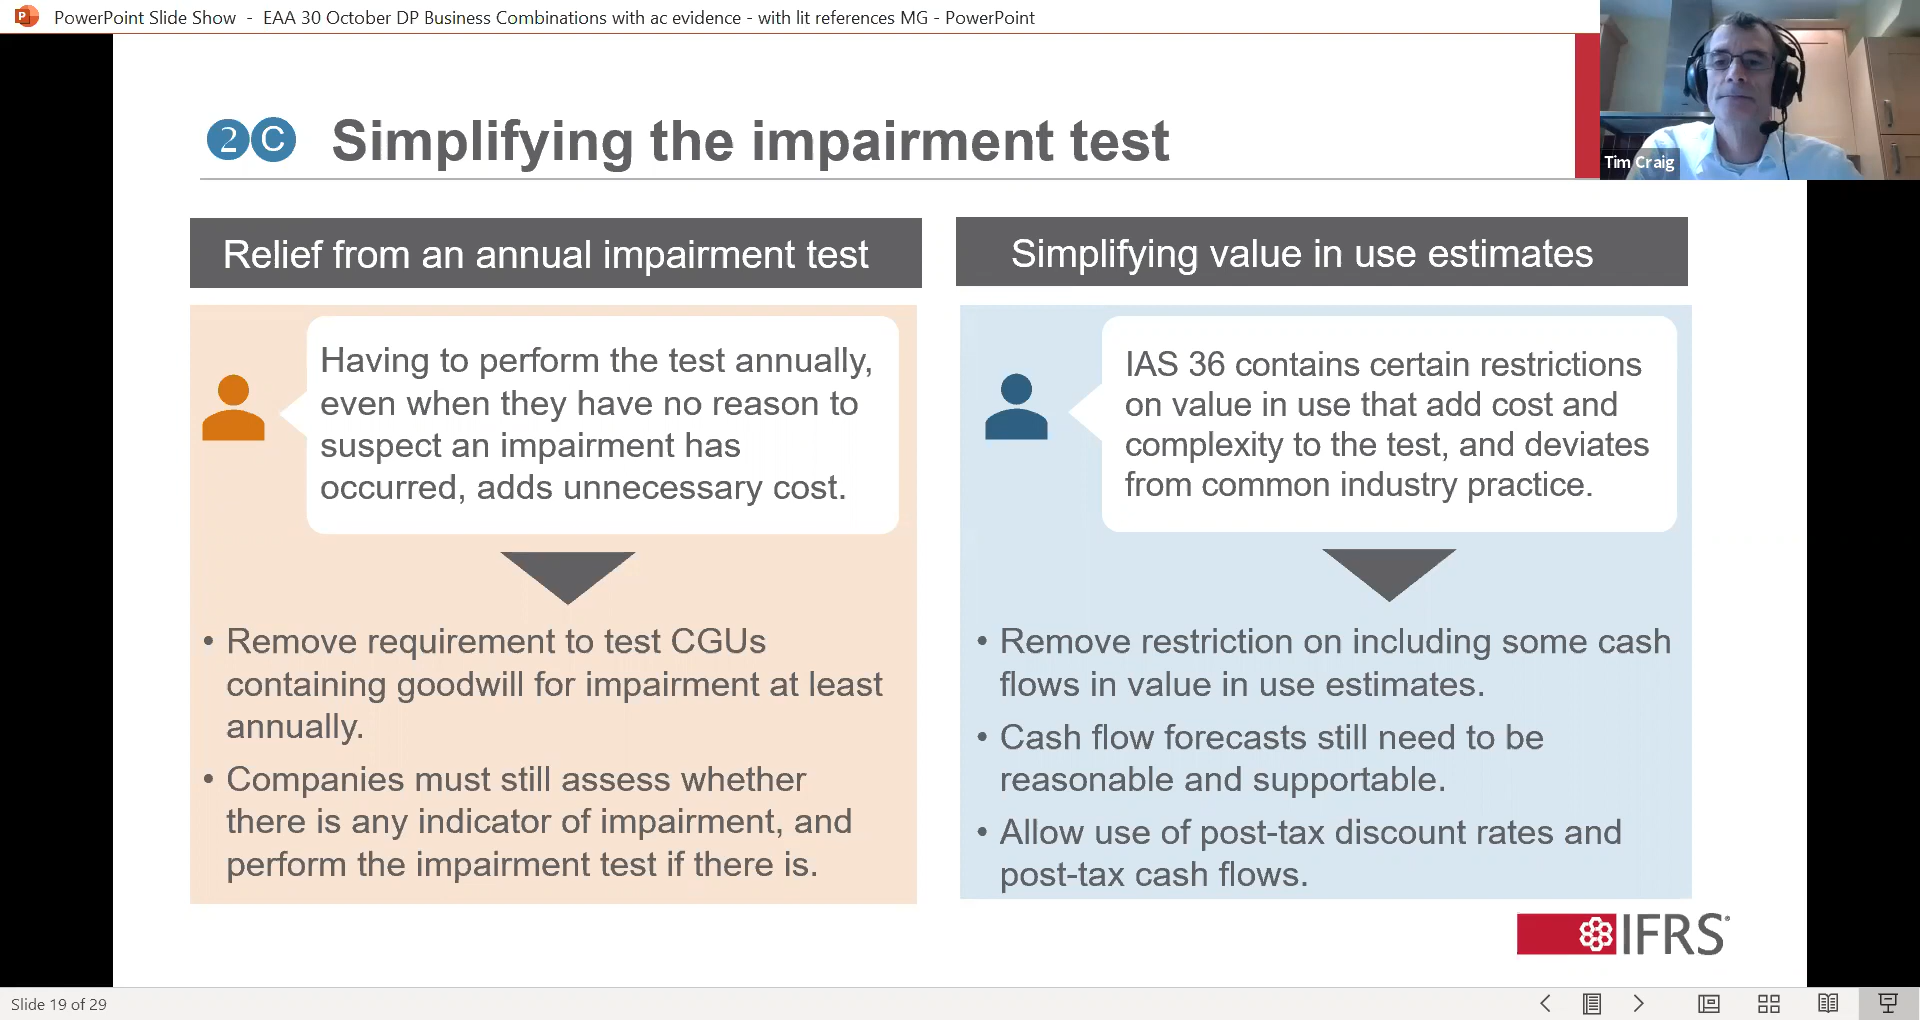 PowerPoint Slide Show - EAA 30 October DP Business Combinations with ac evidence - with lit references MG - PowerPoint
Tim Craig
2 C Simplifying the impairment test
Relief from an annual impairment test
Having to perform the test annually,
even when they have no reason to
suspect an impairment has
occurred, adds unnecessary cost.
• Remove requirement to test CGUs
containing goodwill for impairment at least
annually.
• Companies must still assess whether
there is any indicator of impairment, and
perform the impairment test if there is.
Simplifying value in use estimates
IAS 36 contains certain restrictions
on value in use that add cost and
complexity to the test, and deviates
from common industry practice.
• Remove restriction on including some cash
flows in value in use estimates.
• Cash flow forecasts still need to be
reasonable and supportable.
• Allow use of post-tax discount rates and
post-tax cash flows.
IFRS®
Slide 19 of 29